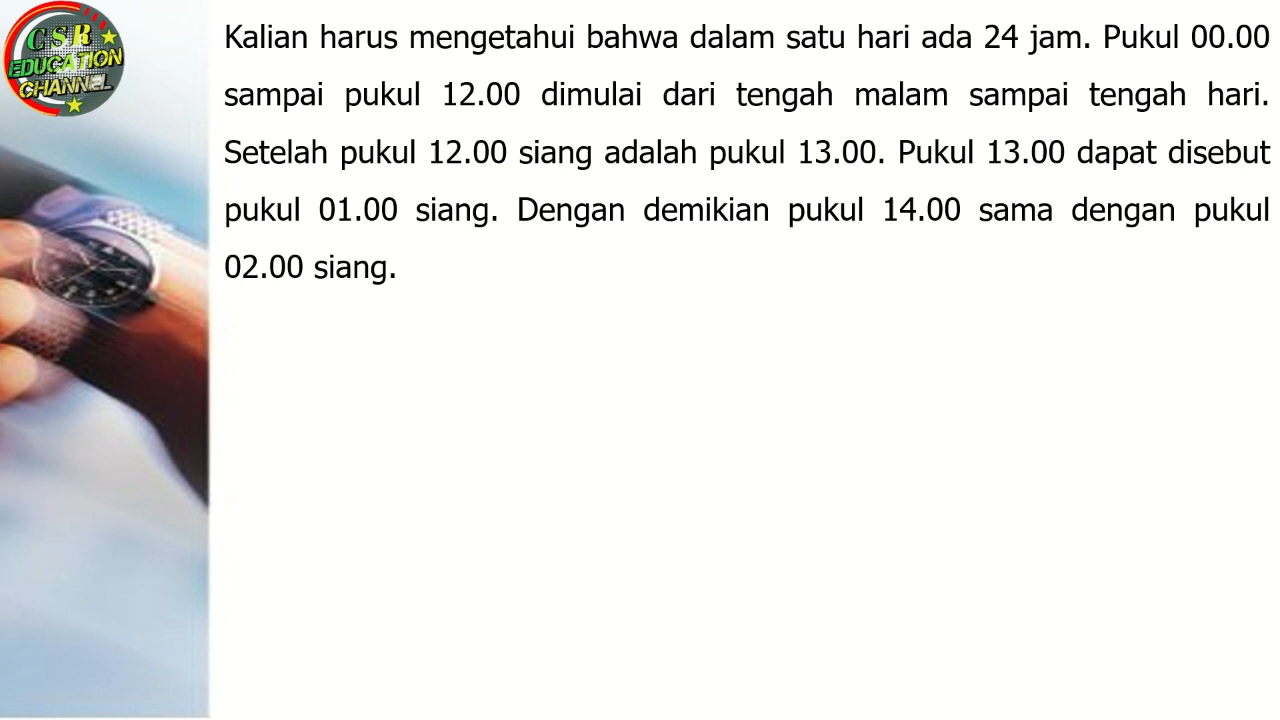 CSR
EDUCATION
CHANNEL
Kalian harus mengetahui bahwa dalam satu hari ada 24 jam. Pukul 00.00
sampai pukul 12.00 dimulai dari tengah malam sampai tengah hari.
Setelah pukul 12.00 siang adalah pukul 13.00. Pukul 13.00 dapat disebut
pukul 01.00 siang. Dengan demikian pukul 14.00 sama dengan pukul
02.00 siang.